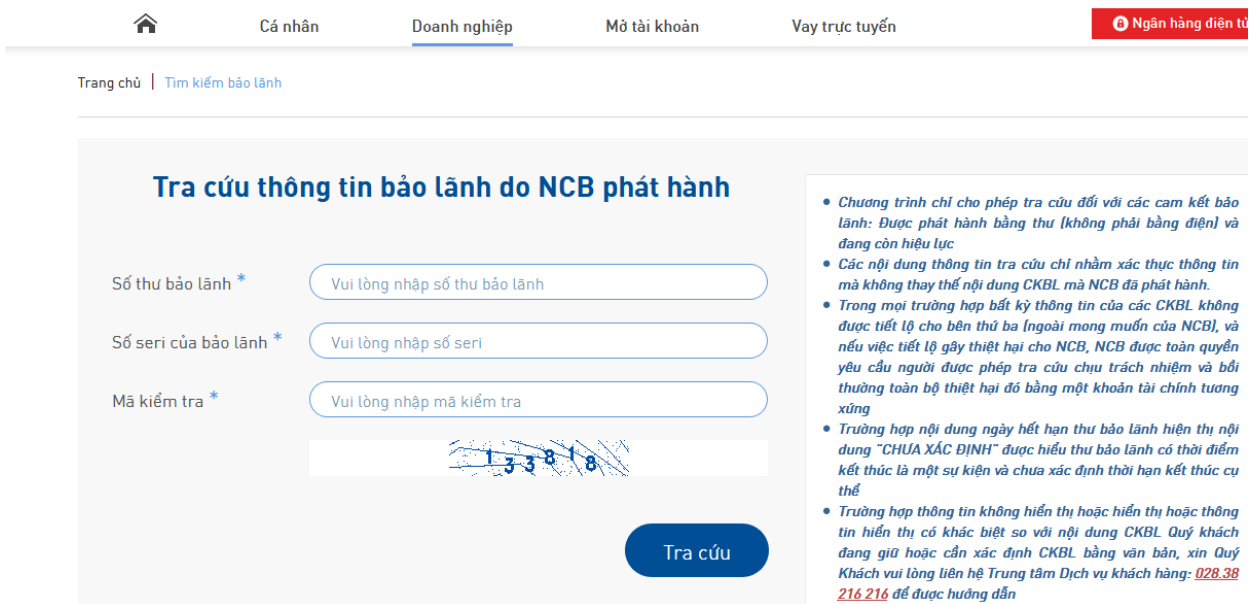 Cá nhân
Doanh nghiệp
Mở tài khoản
Vay trực tuyến
Ngân hàng điện tử
Trang chủ | Tìm kiếm bảo lãnh
Tra cứu thông tin bảo lãnh do NCB phát hành
Số thư bảo lãnh *
Vui lòng nhập số thư bảo lãnh
Số seri của bảo lãnh *
Vui lòng nhập số seri
Mã kiểm tra *
Vui lòng nhập mã kiểm tra
133818
Tra cứu
• Chương trình chỉ cho phép tra cứu đối với các cam kết bảo
lãnh: Được phát hành bằng thư (không phải bằng điện) và
đang còn hiệu lực
• Các nội dung thông tin tra cứu chỉ nhằm xác thực thông tin
mà không thay thế nội dung CKBL mà NCB đã phát hành.
• Trong mọi trường hợp bất kỳ thông tin của các CKBL không
được tiết lộ cho bên thứ ba (ngoài mong muốn của NCB), và
nếu việc tiết lộ gây thiệt hại cho NCB, NCB được toàn quyền
yêu cầu người được phép tra cứu chịu trách nhiệm và bồi
thường toàn bộ thiệt hại đó bằng một khoản tài chính tương
xứng
• Trường hợp nội dung ngày hết hạn thư bảo lãnh hiện thị nội
dung "CHƯA XÁC ĐỊNH" được hiểu thư bảo lãnh có thời điểm
kết thúc là một sự kiện và chưa xác định thời hạn kết thúc cụ
thể
• Trường hợp thông tin không hiển thị hoặc hiển thị hoặc thông
tin hiển thị có khác biệt so với nội dung CKBL Quý khách
đang giữ hoặc cần xác định CKBL bằng văn bản, xin Quý
Khách vui lòng liên hệ Trung tâm Dịch vụ khách hàng: 028.38
216 216 để được hướng dẫn